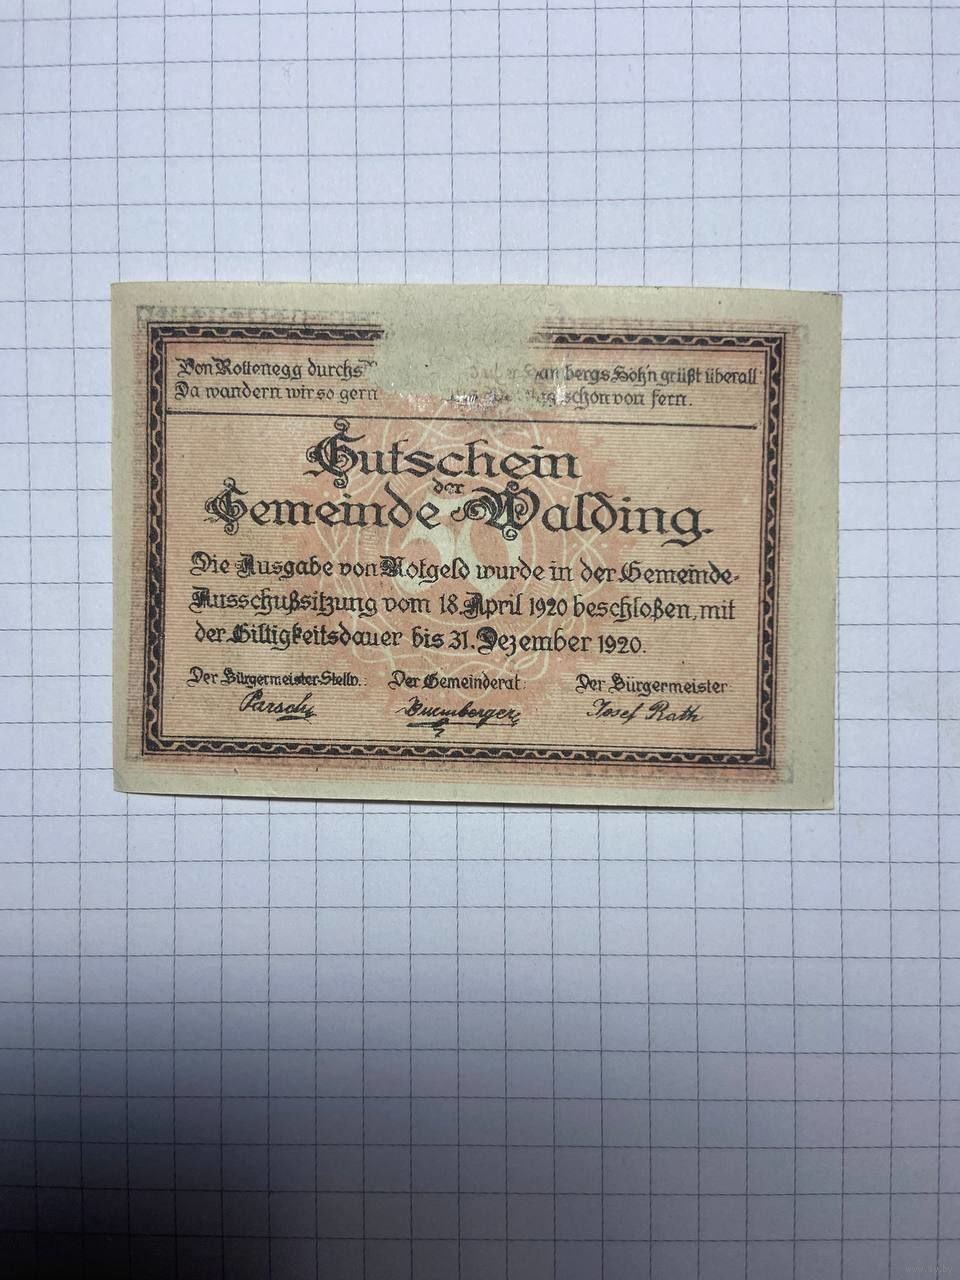 Von Rottenegg durchs Hansbergs Höh'n grüßt überall
Da wandern wir so gern schon von fern.
Gutschein
der
Gemeinde Walding.
50
Die Ausgabe von Notgeld wurde in der Gemeinde-
Ausschußsitzung vom 18. April 1920 beschloßen, mit
der Giltigkeitsdauer bis 31. Dezember 1920.
Der Bürgermeister-Stellv.: Der Gemeinderat: Der Bürgermeister:
Josef Rath